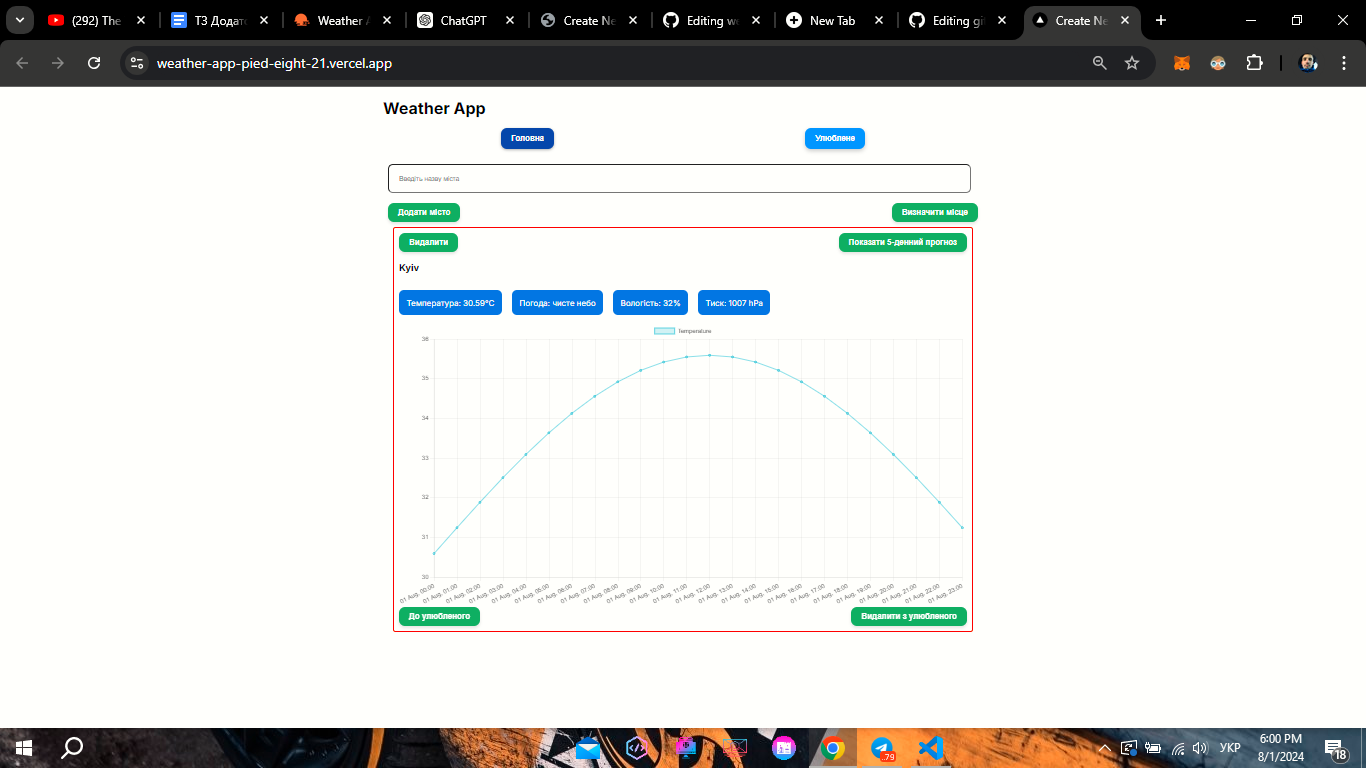 (292) The
ТЗ Додат
Weather A
ChatGPT
Create Ne
Editing we
New Tab
Editing git
Create Ne
weather-app-pied-eight-21.vercel.app
Weather App
Головна
Улюблене
Введіть назву міста
Додати місто
Визначити місце
Видалити
Показати 5-денний прогноз
Kyiv
Температура: 30.59°C
Погода: чисте небо
Вологість: 32%
Тиск: 1007 hPa
Temperature
36
35
34
33
32
31
30
01 Aug, 00:00
01 Aug, 01:00
01 Aug, 02:00
01 Aug, 03:00
01 Aug, 04:00
01 Aug, 05:00
01 Aug, 06:00
01 Aug, 07:00
01 Aug, 08:00
01 Aug, 09:00
01 Aug, 10:00
01 Aug, 11:00
01 Aug, 12:00
01 Aug, 13:00
01 Aug, 14:00
01 Aug, 15:00
01 Aug, 16:00
01 Aug, 17:00
01 Aug, 18:00
01 Aug, 19:00
01 Aug, 20:00
01 Aug, 21:00
01 Aug, 22:00
01 Aug, 23:00
До улюбленого
Видалити з улюбленого
79
УКР
6:00 PM
8/1/2024
18